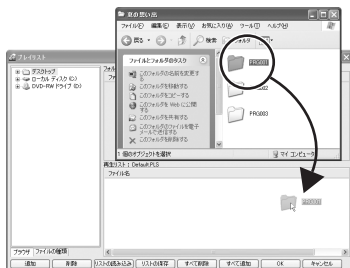 夏の思い出
ファイル(F) 編集(E) 表示(V) お気に入り(A) ツール(T) ヘルプ(H)
戻る 検索 フォルダ
ファイルとフォルダのタスク
このフォルダの名前を変更する
このフォルダを移動する
このフォルダをコピーする
このフォルダを Web に公開する
このフォルダを共有する
このフォルダのファイルを電子メールで送信する
このフォルダを削除する
PRG001
PRG003
1 個のオブジェクトを選択
マイ コンピュータ
プレイリスト
デスクトップ
ローカル ディスク (C:)
DVD-RW ドライブ (D:)
再生リスト : Default.PLS
ファイル名
PRG001
ブラウザ ファイルの種類
追加 削除 リストの読み込み リストの保存 すべて削除 すべて追加 OK キャンセル